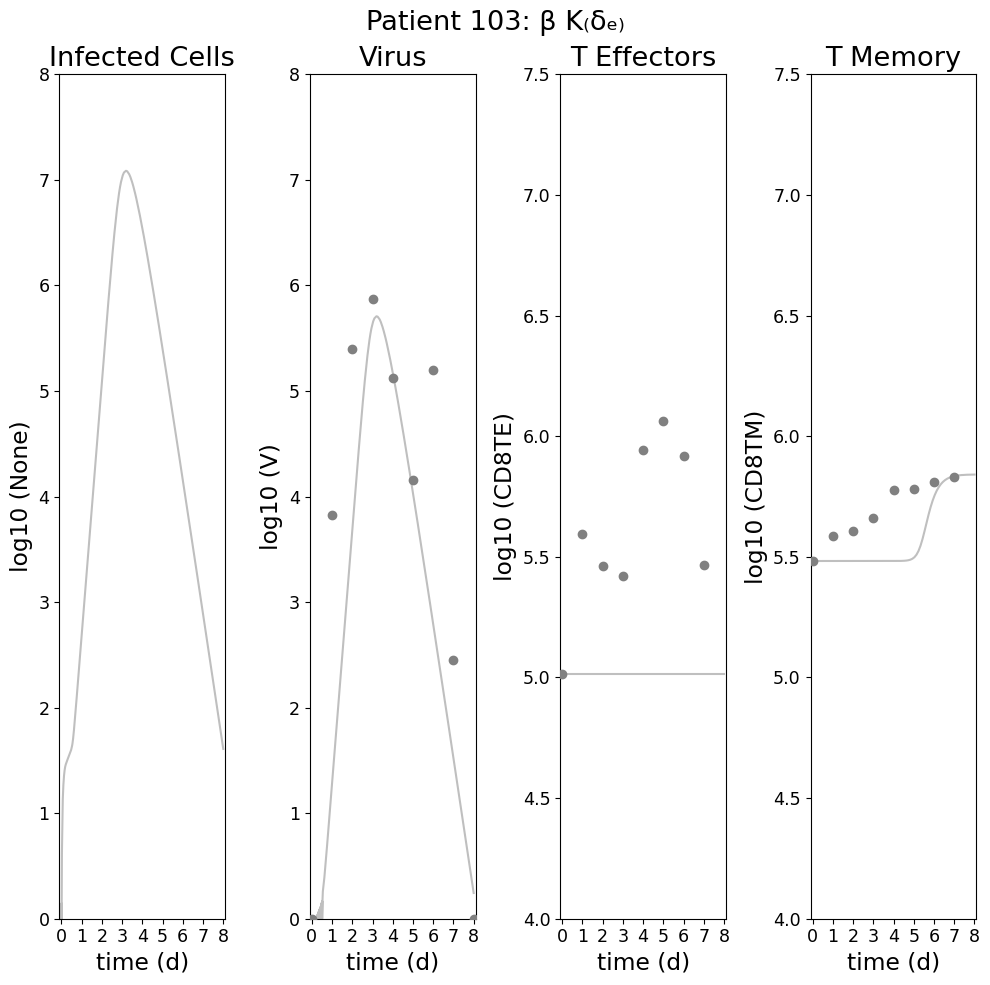 Patient 103: β K₍δₑ₎
Infected Cells
Virus
T Effectors
T Memory
8
7
6
5
4
3
2
1
0
log10 (None)
0 1 2 3 4 5 6 7 8
time (d)
8
7
6
5
4
3
2
1
0
log10 (V)
0 1 2 3 4 5 6 7 8
time (d)
7.5
7.0
6.5
6.0
5.5
5.0
4.5
4.0
log10 (CD8TE)
0 1 2 3 4 5 6 7 8
time (d)
7.5
7.0
6.5
6.0
5.5
5.0
4.5
4.0
log10 (CD8TM)
0 1 2 3 4 5 6 7 8
time (d)